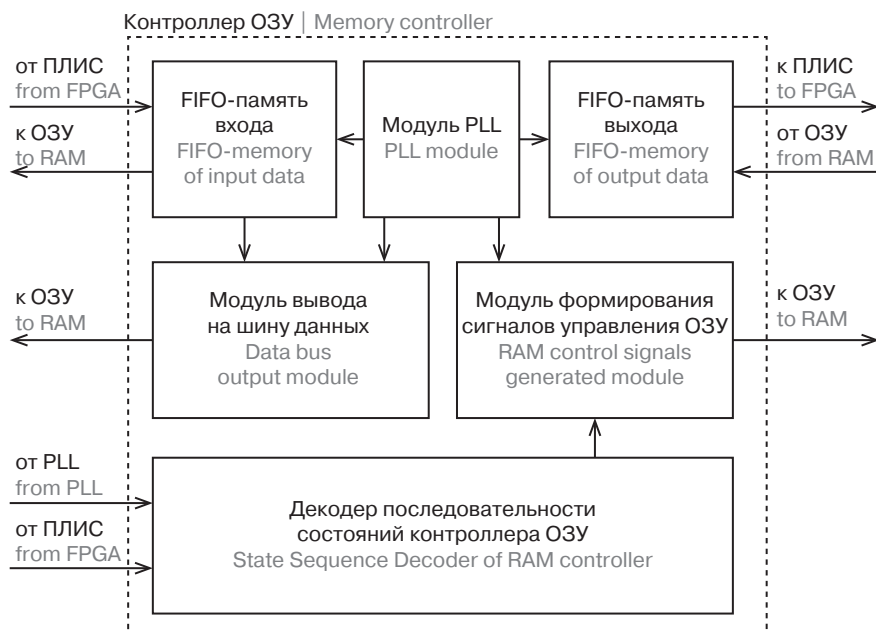 Контроллер ОЗУ | Memory controller
от ПЛИС
from FPGA
к ОЗУ
to RAM
FIFO-память
входа
FIFO-memory
of input data
Модуль PLL
PLL module
FIFO-память
выхода
FIFO-memory
of output data
к ПЛИС
to FPGA
от ОЗУ
from RAM
к ОЗУ
to RAM
Модуль вывода
на шину данных
Data bus
output module
Модуль формирования
сигналов управления ОЗУ
RAM control signals
generated module
к ОЗУ
to RAM
от PLL
from PLL
от ПЛИС
from FPGA
Декодер последовательности
состояний контроллера ОЗУ
State Sequence Decoder of RAM controller